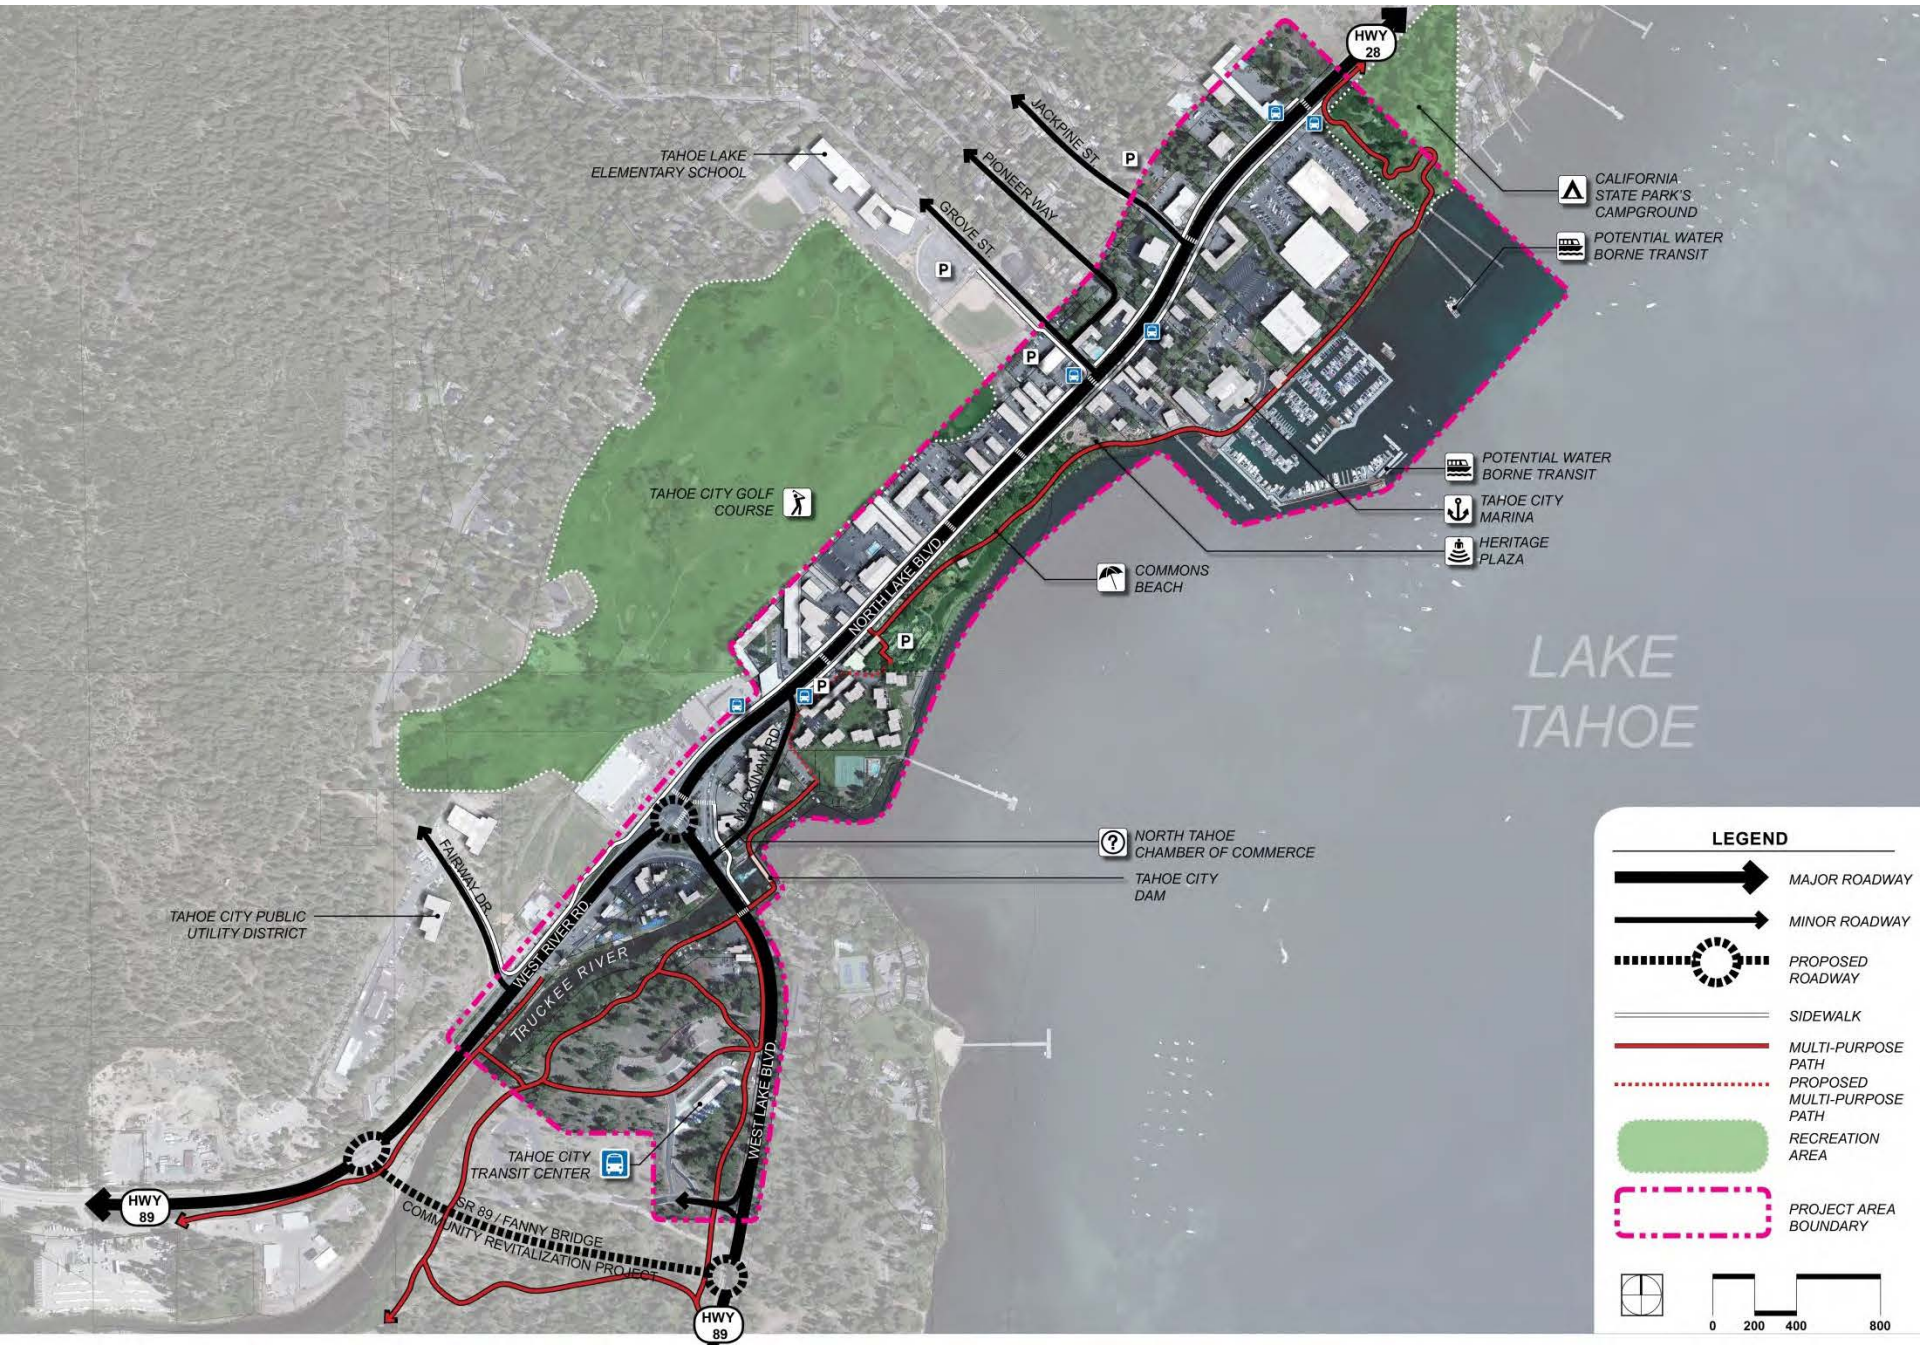 HWY
28
JACKPINE ST.
PIONEER WAY
GROVE ST.
P
P
P
P
P
TAHOE LAKE
ELEMENTARY SCHOOL
CALIFORNIA
STATE PARK'S
CAMPGROUND
POTENTIAL WATER
BORNE TRANSIT
TAHOE CITY GOLF
COURSE
POTENTIAL WATER
BORNE TRANSIT
TAHOE CITY
MARINA
HERITAGE
PLAZA
COMMONS
BEACH
NORTH LAKE BLVD.
LAKE
TAHOE
MACKINAW RD.
?
NORTH TAHOE
CHAMBER OF COMMERCE
TAHOE CITY
DAM
FAIRWAY DR.
TAHOE CITY PUBLIC
UTILITY DISTRICT
WEST RIVER RD.
TRUCKEE RIVER
WEST LAKE BLVD.
TAHOE CITY
TRANSIT CENTER
HWY
89
SR 89 / FANNY BRIDGE
COMMUNITY REVITALIZATION PROJECT
HWY
89
LEGEND
MAJOR ROADWAY
MINOR ROADWAY
PROPOSED
ROADWAY
SIDEWALK
MULTI-PURPOSE
PATH
PROPOSED
MULTI-PURPOSE
PATH
RECREATION
AREA
PROJECT AREA
BOUNDARY
0 200 400 800